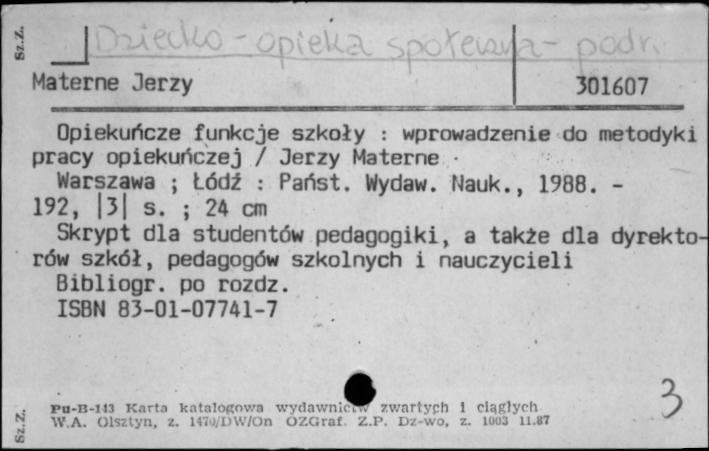 Sz.Z.
Dziecko - opieka społeczna - podr.
Materne Jerzy 301607
Opiekuńcze funkcje szkoły : wprowadzenie do metodyki
pracy opiekuńczej / Jerzy Materne
Warszawa ; Łódź : Państ. Wydaw. Nauk., 1988. -
192, |3| s. ; 24 cm
Skrypt dla studentów pedagogiki, a także dla dyrekto-
rów szkół, pedagogów szkolnych i nauczycieli
Bibliogr. po rozdz.
ISBN 83-01-07741-7
3
Sz.Z.
Pu-B-143 Karta katalogowa wydawnictw zwartych i ciągłych
W.A. Olsztyn, z. 1470/DW/On OZGraf. Z.P. Dz-wo, z. 1003 11.87